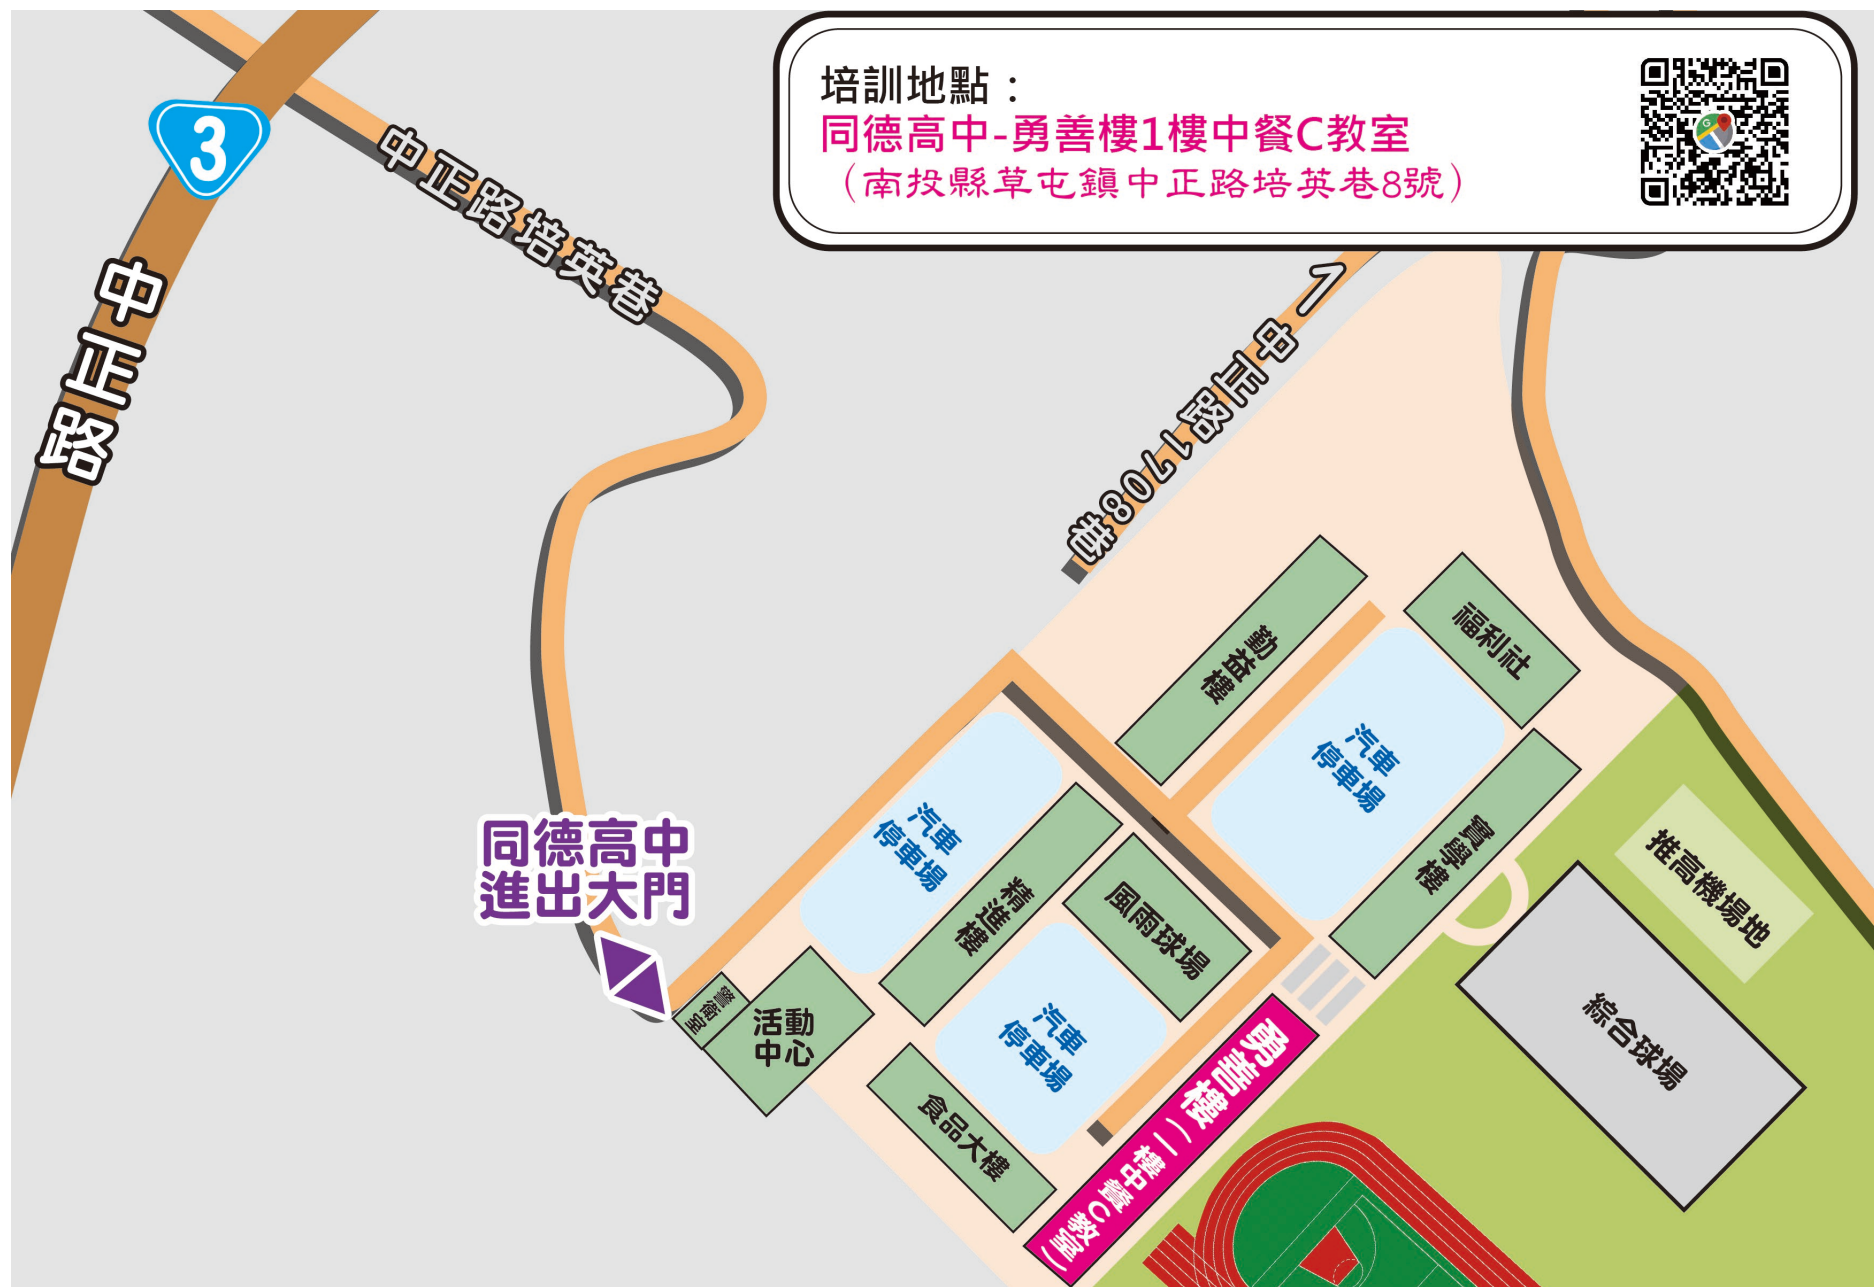 培訓地點：
同德高中-勇善樓1樓中餐C教室
（南投縣草屯鎮中正路培英巷8號）
3
中正路
中正路培英巷
中正路1708巷
勤益樓
福利社
汽車
停車場
實學樓
推高機場地
綜合球場
同德高中
進出大門
汽車
停車場
精進樓
風雨球場
警衛室
活動
中心
汽車
停車場
食品大樓
勇善樓(一樓中餐C教室)